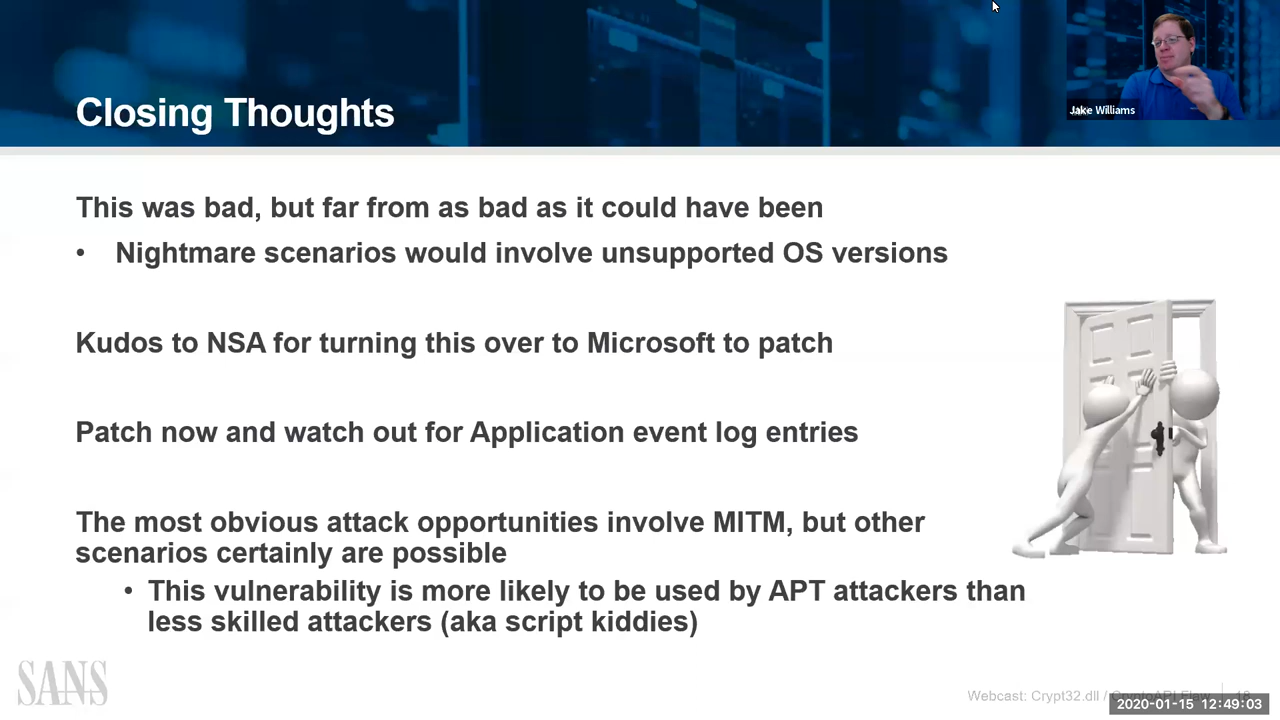 Jake Williams
Closing Thoughts
This was bad, but far from as bad as it could have been
• Nightmare scenarios would involve unsupported OS versions
Kudos to NSA for turning this over to Microsoft to patch
Patch now and watch out for Application event log entries
The most obvious attack opportunities involve MITM, but other
scenarios certainly are possible
• This vulnerability is more likely to be used by APT attackers than
less skilled attackers (aka script kiddies)
SANS
Webcast: Crypt32.dll / CryptoAPI Flaw
2020-01-15 12:49:03